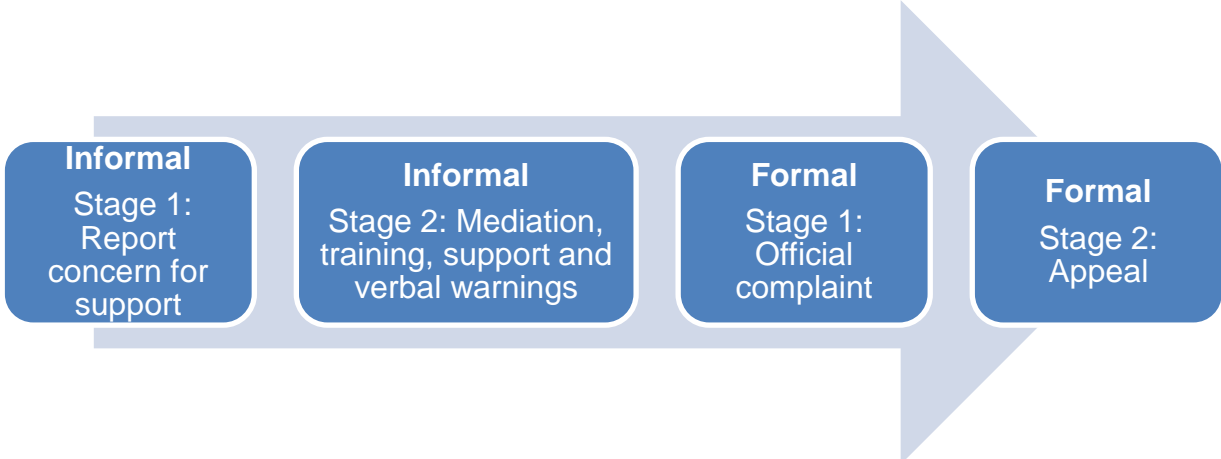 Informal
Stage 1:
Report
concern for
support
Informal
Stage 2: Mediation,
training, support and
verbal warnings
Formal
Stage 1:
Official
complaint
Formal
Stage 2:
Appeal